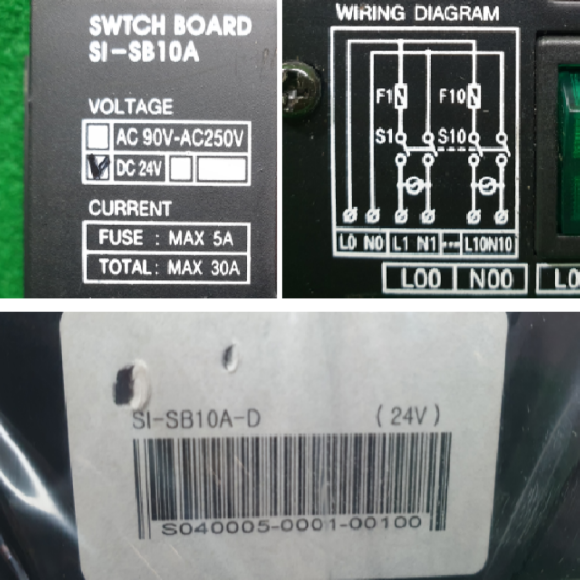 SWTCH BOARD
SI-SB10A
VOLTAGE
AC 90V-AC250V
DC 24V
CURRENT
FUSE : MAX 5A
TOTAL: MAX 30A
WIRING DIAGRAM
F1 F10
S1 S10
L0 N0 L1 N1 L10 N10
L00 N00 L0
SI-SB10A-D (24V)
S040005-0001-00100